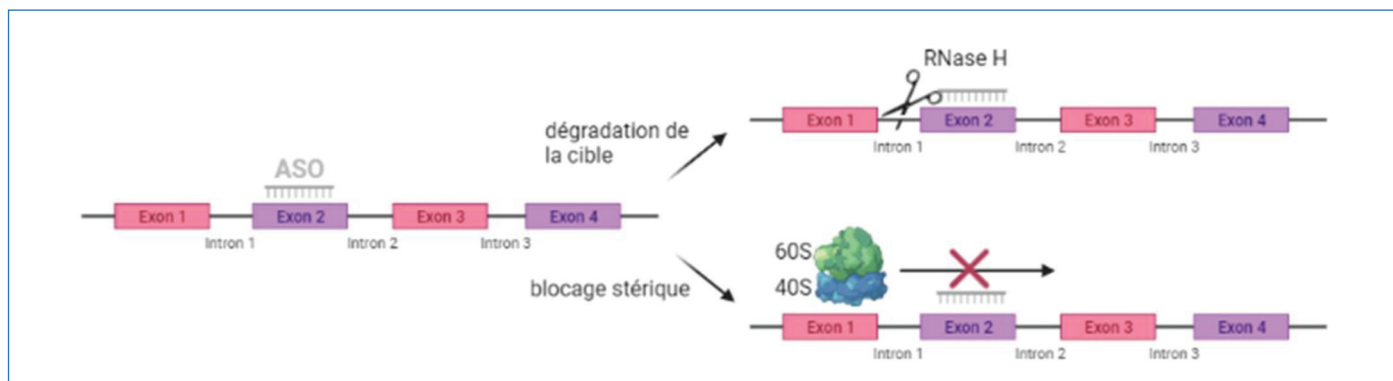 ASO
Exon 1 Exon 2 Exon 3 Exon 4
Intron 1 Intron 2 Intron 3
dégradation de
la cible
RNase H
Exon 1 Exon 2 Exon 3 Exon 4
Intron 1 Intron 2 Intron 3
blocage stérique
60S
40S
Exon 1 Exon 2 Exon 3 Exon 4
Intron 1 Intron 2 Intron 3